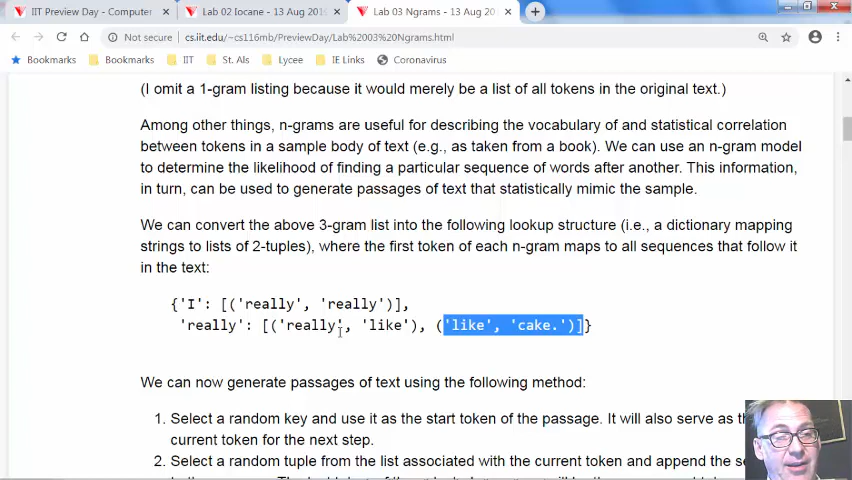 IIT Preview Day - Computer
Lab 02 Iocane - 13 Aug 201
Lab 03 Ngrams - 13 Aug 20
Not secure | cs.iit.edu/~cs116mb/PreviewDay/Lab%2003%20Ngrams.html
Bookmarks Bookmarks IIT St. Als Lycee IE Links Coronavirus
(I omit a 1-gram listing because it would merely be a list of all tokens in the original text.)
Among other things, n-grams are useful for describing the vocabulary of and statistical correlation
between tokens in a sample body of text (e.g., as taken from a book). We can use an n-gram model
to determine the likelihood of finding a particular sequence of words after another. This information,
in turn, can be used to generate passages of text that statistically mimic the sample.
We can convert the above 3-gram list into the following lookup structure (i.e., a dictionary mapping
strings to lists of 2-tuples), where the first token of each n-gram maps to all sequences that follow it
in the text:
{'I': [('really', 'really')],
'really': [('really', 'like'), ('like', 'cake.')]}
We can now generate passages of text using the following method:
1. Select a random key and use it as the start token of the passage. It will also serve as
current token for the next step.
2. Select a random tuple from the list associated with the current token and append the